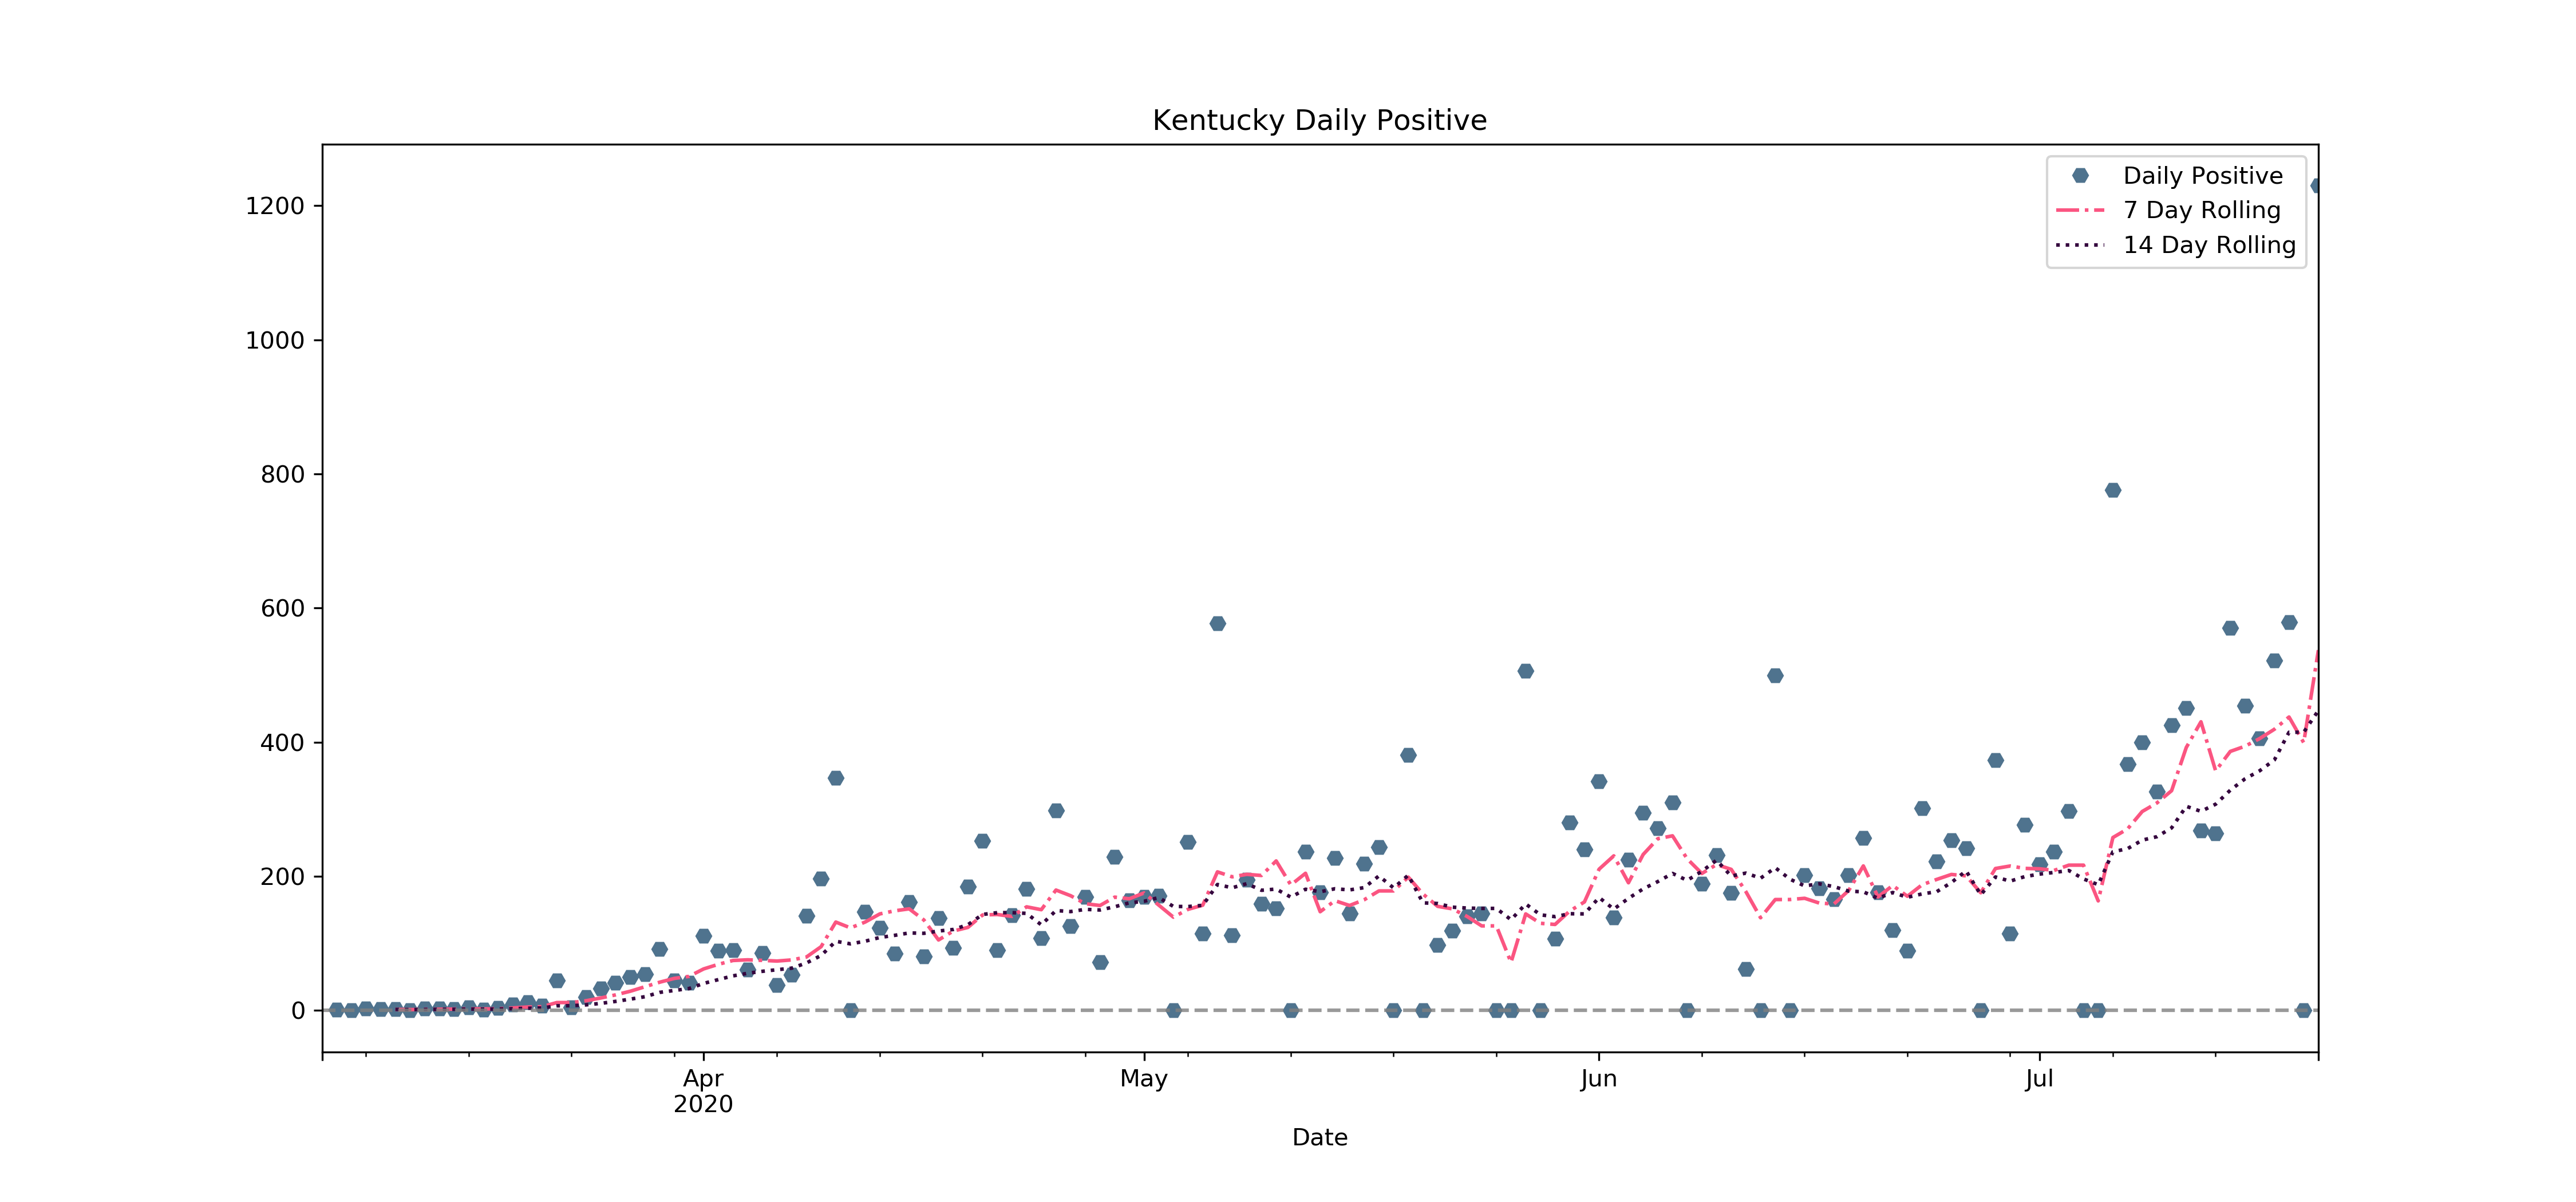 Kentucky Daily Positive
Daily Positive
7 Day Rolling
14 Day Rolling
1200
1000
800
600
400
200
0
Apr
2020
May
Jun
Jul
Date